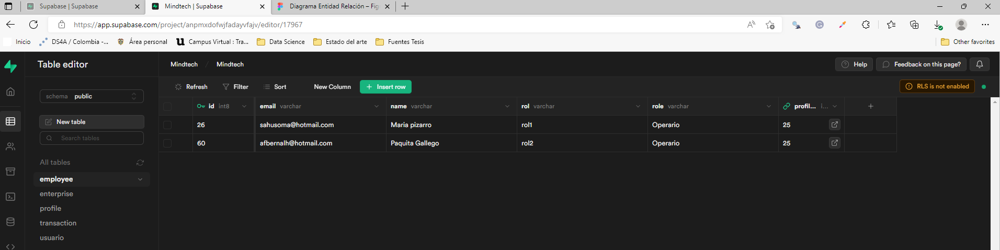 Supabase | Supabase
Mindtech | Supabase
Diagrama Entidad Relación – Fig
https://app.supabase.com/project/anpmxdofwjfadayvfajv/editor/17967
Inicio
DS4A / Colombia -...
Área personal
Campus Virtual : Tra...
Data Science
Estado del arte
Fuentes Tesis
Other favorites
Table editor
Mindtech / Mindtech
Help
Feedback on this page?
schema public
Refresh
Filter
Sort
New Column
+ Insert row
RLS is not enabled
id int8
email varchar
name varchar
rol varchar
role varchar
profil... i...
New table
26
sahusoma@hotmail.com
Maria pizarro
rol1
Operario
25
Search tables
60
afbernalh@hotmail.com
Paquita Gallego
rol2
Operario
25
All tables
employee
enterprise
profile
transaction
usuario